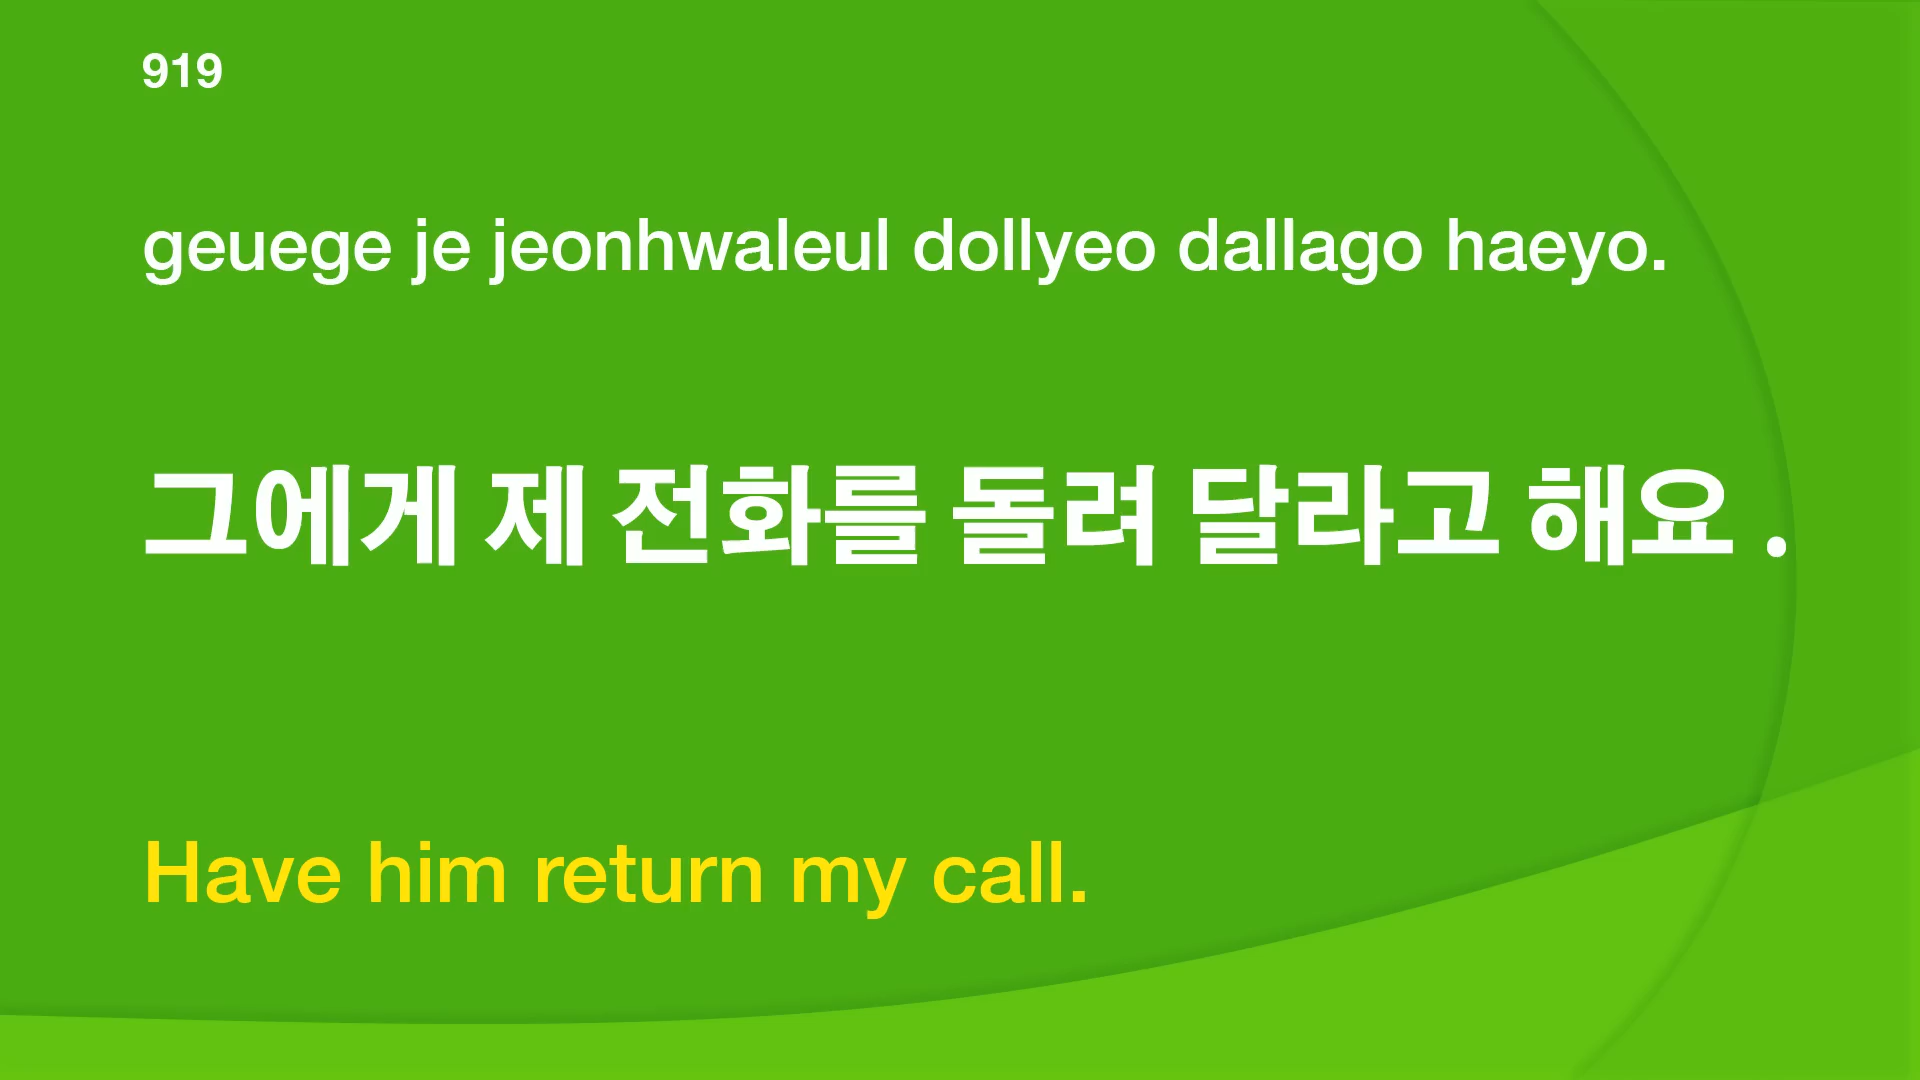 919
geuege je jeonhwaleul dollyeo dallago haeyo.
그에게 제 전화를 돌려 달라고 해요 .
Have him return my call.